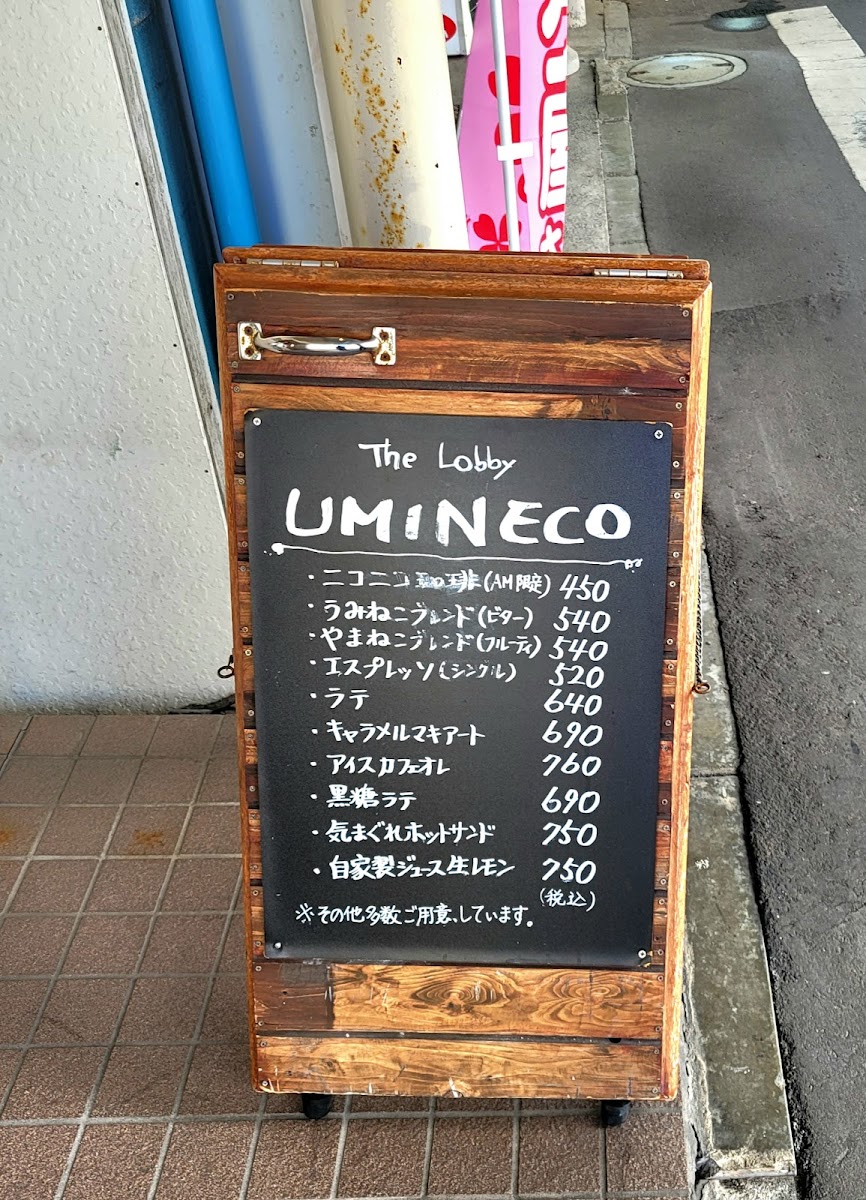 The Lobby
UMINECO
・ニコニコ珈琲(AM限定) 450
・うみねこブレンド(ビター) 540
・やまねこブレンド(フルーティ) 540
・エスプレッソ(シングル) 520
・ラテ 640
・キャラメルマキアート 690
・アイスカフェオレ 760
・黒糖ラテ 690
・気まぐれホットサンド 750
・自家製ジュース生レモン 750
(税込)
※その他多数ご用意しています。